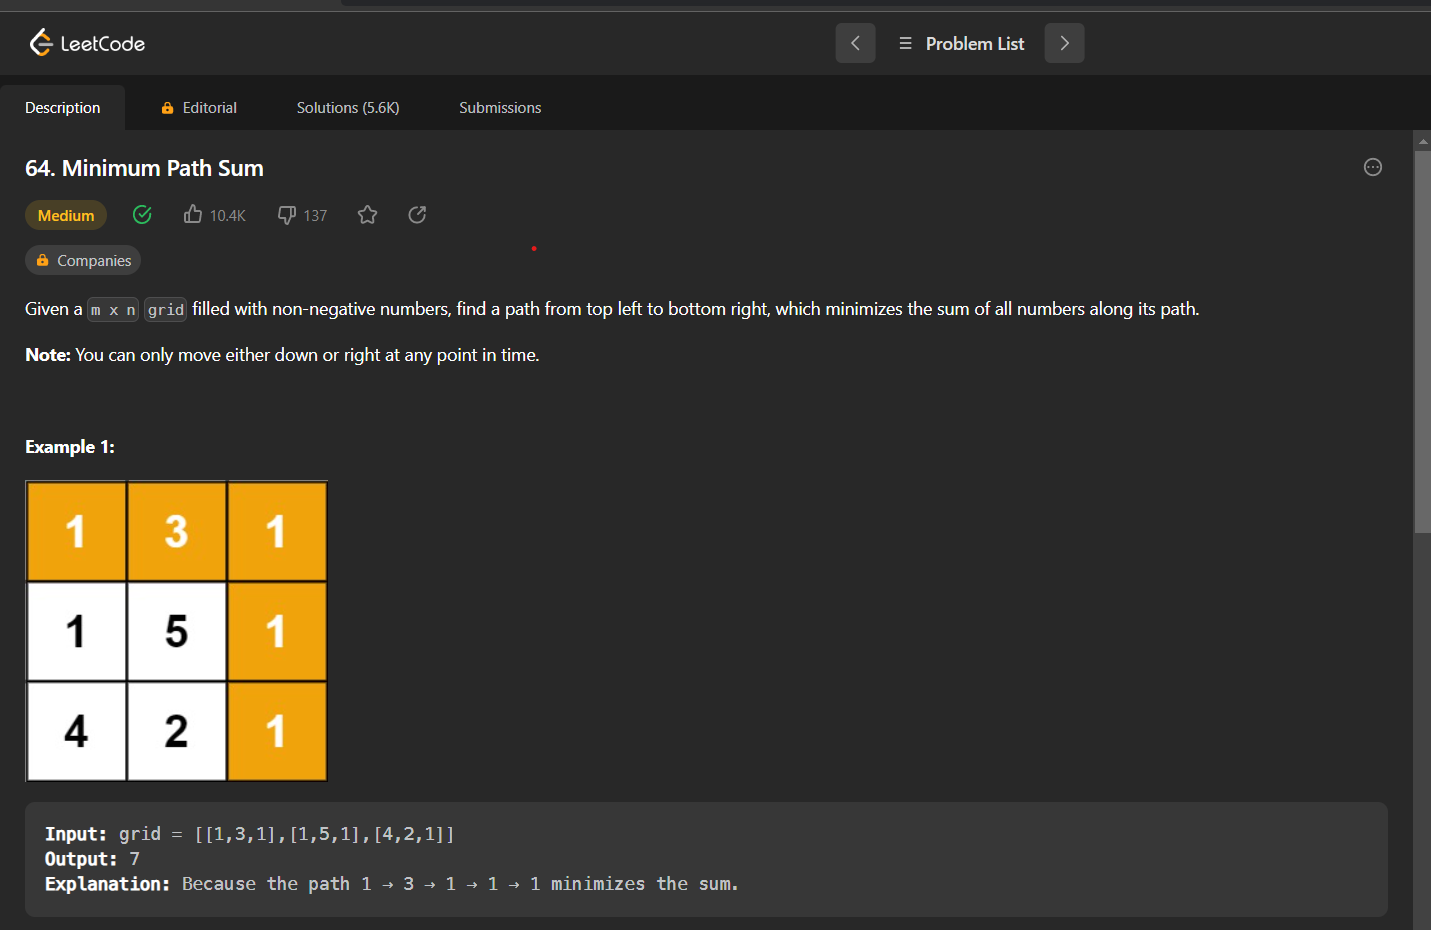 LeetCode
Problem List
Description Editorial Solutions (5.6K) Submissions
64. Minimum Path Sum
Medium 10.4K 137
Companies
Given a m x n grid filled with non-negative numbers, find a path from top left to bottom right, which minimizes the sum of all numbers along its path.
Note: You can only move either down or right at any point in time.
Example 1:
1 3 1
1 5 1
4 2 1
Input: grid = [[1,3,1],[1,5,1],[4,2,1]]
Output: 7
Explanation: Because the path 1 → 3 → 1 → 1 → 1 minimizes the sum.